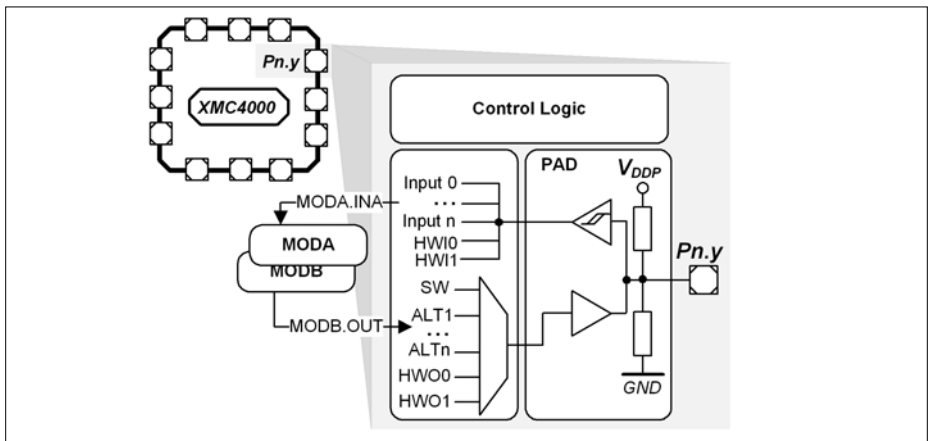 Pn.y
XMC4000
Control Logic
PAD
VDDP
Input 0
...
Input n
HWI0
HWI1
MODA.INA
MODA
MODB
MODB.OUT
SW
ALT1
...
ALTn
HWO0
HWO1
Pn.y
GND